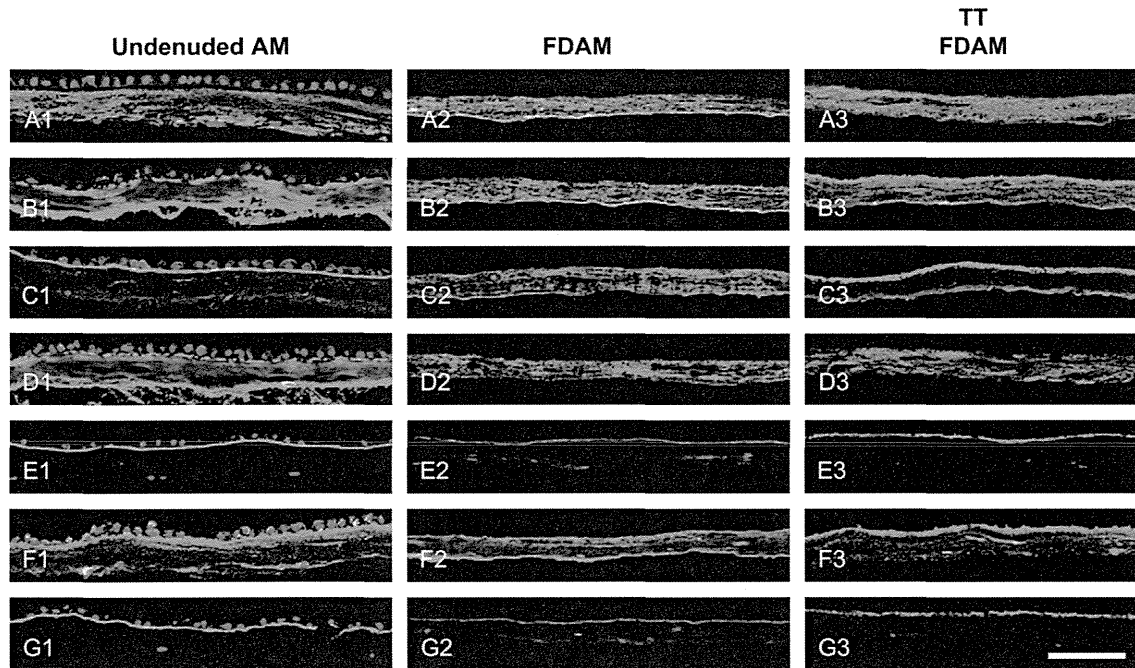 TT
Undenuded AM FDAM FDAM
A1 A2 A3
B1 B2 B3
C1 C2 C3
D1 D2 D3
E1 E2 E3
F1 F2 F3
G1 G2 G3